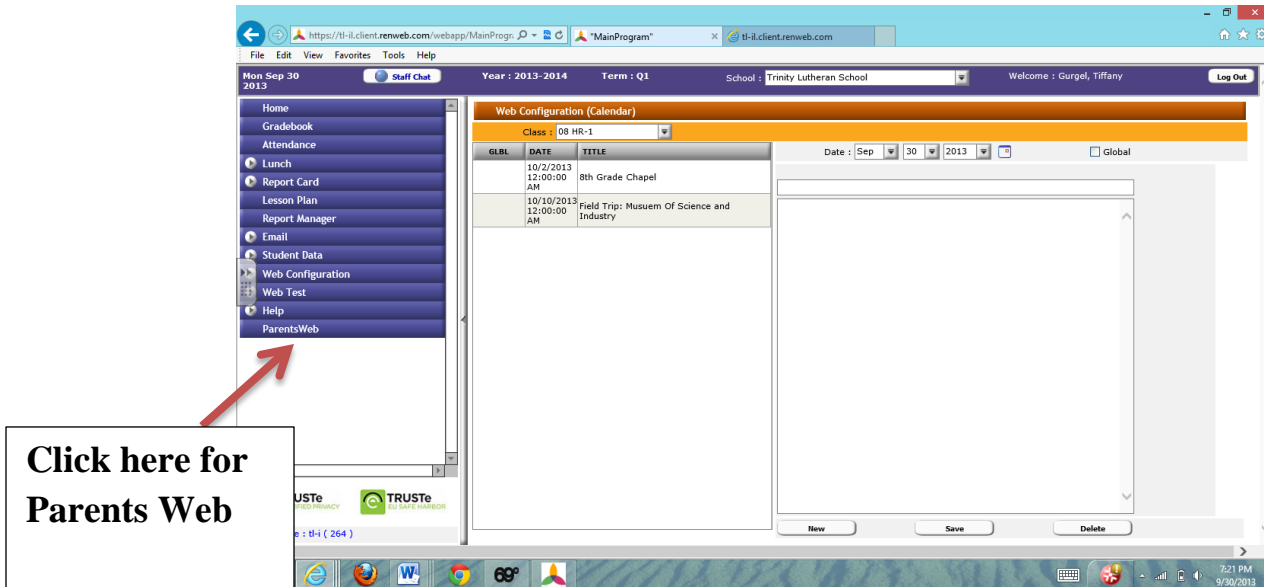 https://tl-il.client.renweb.com/webapp/MainProgr
"MainProgram"
tl-il.client.renweb.com
File Edit View Favorites Tools Help
Mon Sep 30
2013
Staff Chat
Year : 2013-2014 Term : Q1
School : Trinity Lutheran School
Welcome : Gurgel, Tiffany
Log Out
Home
Gradebook
Attendance
Lunch
Report Card
Lesson Plan
Report Manager
Email
Student Data
Web Configuration
Web Test
Help
ParentsWeb
Web Configuration (Calendar)
Class : 08 HR-1
GLBL DATE TITLE
10/2/2013
12:00:00
AM
8th Grade Chapel
10/10/2013
12:00:00
AM
Field Trip: Musuem Of Science and
Industry
Date : Sep 30 2013
Global
New Save Delete
Click here for
Parents Web
USTe
IFIED PRIVACY
TRUSTe
EU SAFE HARBOR
e : tl-i ( 264 )
69°
7:21 PM
9/30/2013